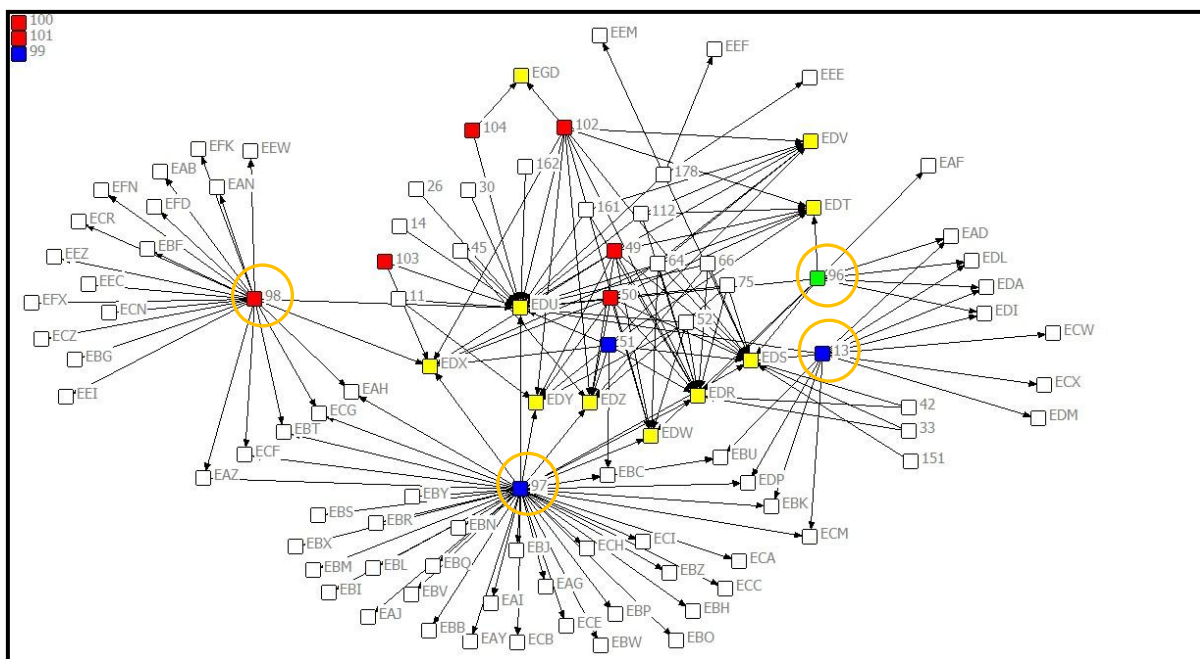 100
101
99
EEM
EEF
EGD
EEE
104
102
EDV
EFK
EEW
EAB
162
178
EAF
EFN
EAN
26
30
EFD
161
112
EDT
ECR
14
EAD
EBF
45
49
EEZ
103
64
66
EDL
96
EEC
75
EDA
EFX
98
11
50
ECN
EDU
EDI
52
ECW
ECZ
51
13
EBG
EDX
EDS
ECX
EEI
EAH
EDR
EDY
EDZ
42
ECG
EDM
EBT
EDW
33
ECF
EBU
151
EAZ
EBC
97
EDP
EBY
EBK
EBS
EBR
EBN
ECM
EBX
EBJ
ECH
ECI
ECA
EBM
EBL
EBQ
EBZ
EBI
EBV
EAG
ECC
EAJ
EAI
EBP
EBH
EBB
ECE
EAY
ECB
EBW
EBO